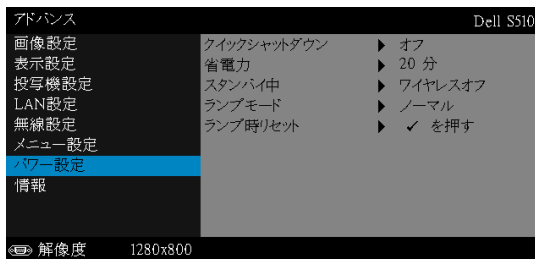 アドバンス Dell S510
画像設定 クイックシャットダウン オフ
表示設定 省電力 20 分
投写機設定 スタンバイ中 ワイヤレスオフ
LAN設定 ランプモード ノーマル
無線設定 ランプ時リセット ✓ を押す
メニュー設定
パワー設定
情報
解像度 1280x800